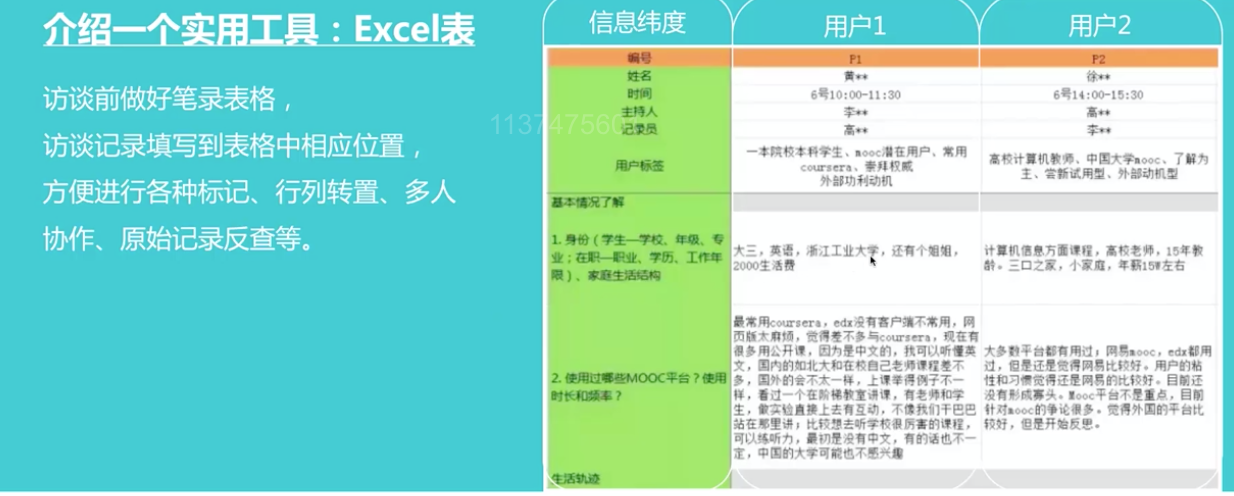 介绍一个实用工具：Excel表
访谈前做好笔录表格，
访谈记录填写到表格中相应位置，
方便进行各种标记、行列转置、多人
协作、原始记录反查等。
113747560
信息纬度
用户1
用户2
编号
P1
P2
姓名
黄**
徐**
时间
6号10:00-11:30
6号14:00-15:30
主持人
李**
高**
记录员
高**
李**
用户标签
一本院校本科学生、mooc潜在用户、常用
coursera、崇拜权威
外部功利动机
高校计算机教师、中国大学mooc、了解为
主、尝新试用型、外部动机型
基本情况了解
1. 身份（学生—学校、年级、专
业；在职—职业、学历、工作年
限）、家庭生活结构
大三，英语，浙江工业大学，还有个姐姐，
2000生活费
计算机信息方面课程，高校老师，15年教
龄。三口之家，小家庭，年薪15W左右
2. 使用过哪些MOOC平台？使用
时长和频率？
最常用coursera，edx没有客户端不常用，网
页版太麻烦，觉得差不多与coursera，现在有
很多用公开课，因为是中文的，我可以听懂英
文，国内的如北大和在校自己老师课程差不
多，国外的会不太一样，上课举得例子不一
样，看过一个在阶梯教室讲课，有老师和学
生，做实验直接上去有互动，不像我们干巴巴
站在那里讲；比较想去听学校很厉害的课程，
可以练听力，最初是没有中文，有的话也不一
定，中国的大学可能也不感兴趣
大多数平台都有用过；网易mooc，edx都用
过，但是还是觉得网易比较好。用户的粘
性和习惯觉得还是网易的比较好。目前还
没有形成寡头。Mooc平台不是重点，目前
针对mooc的争论很多。觉得外国的平台比
较好，但是开始反思。
生活轨迹